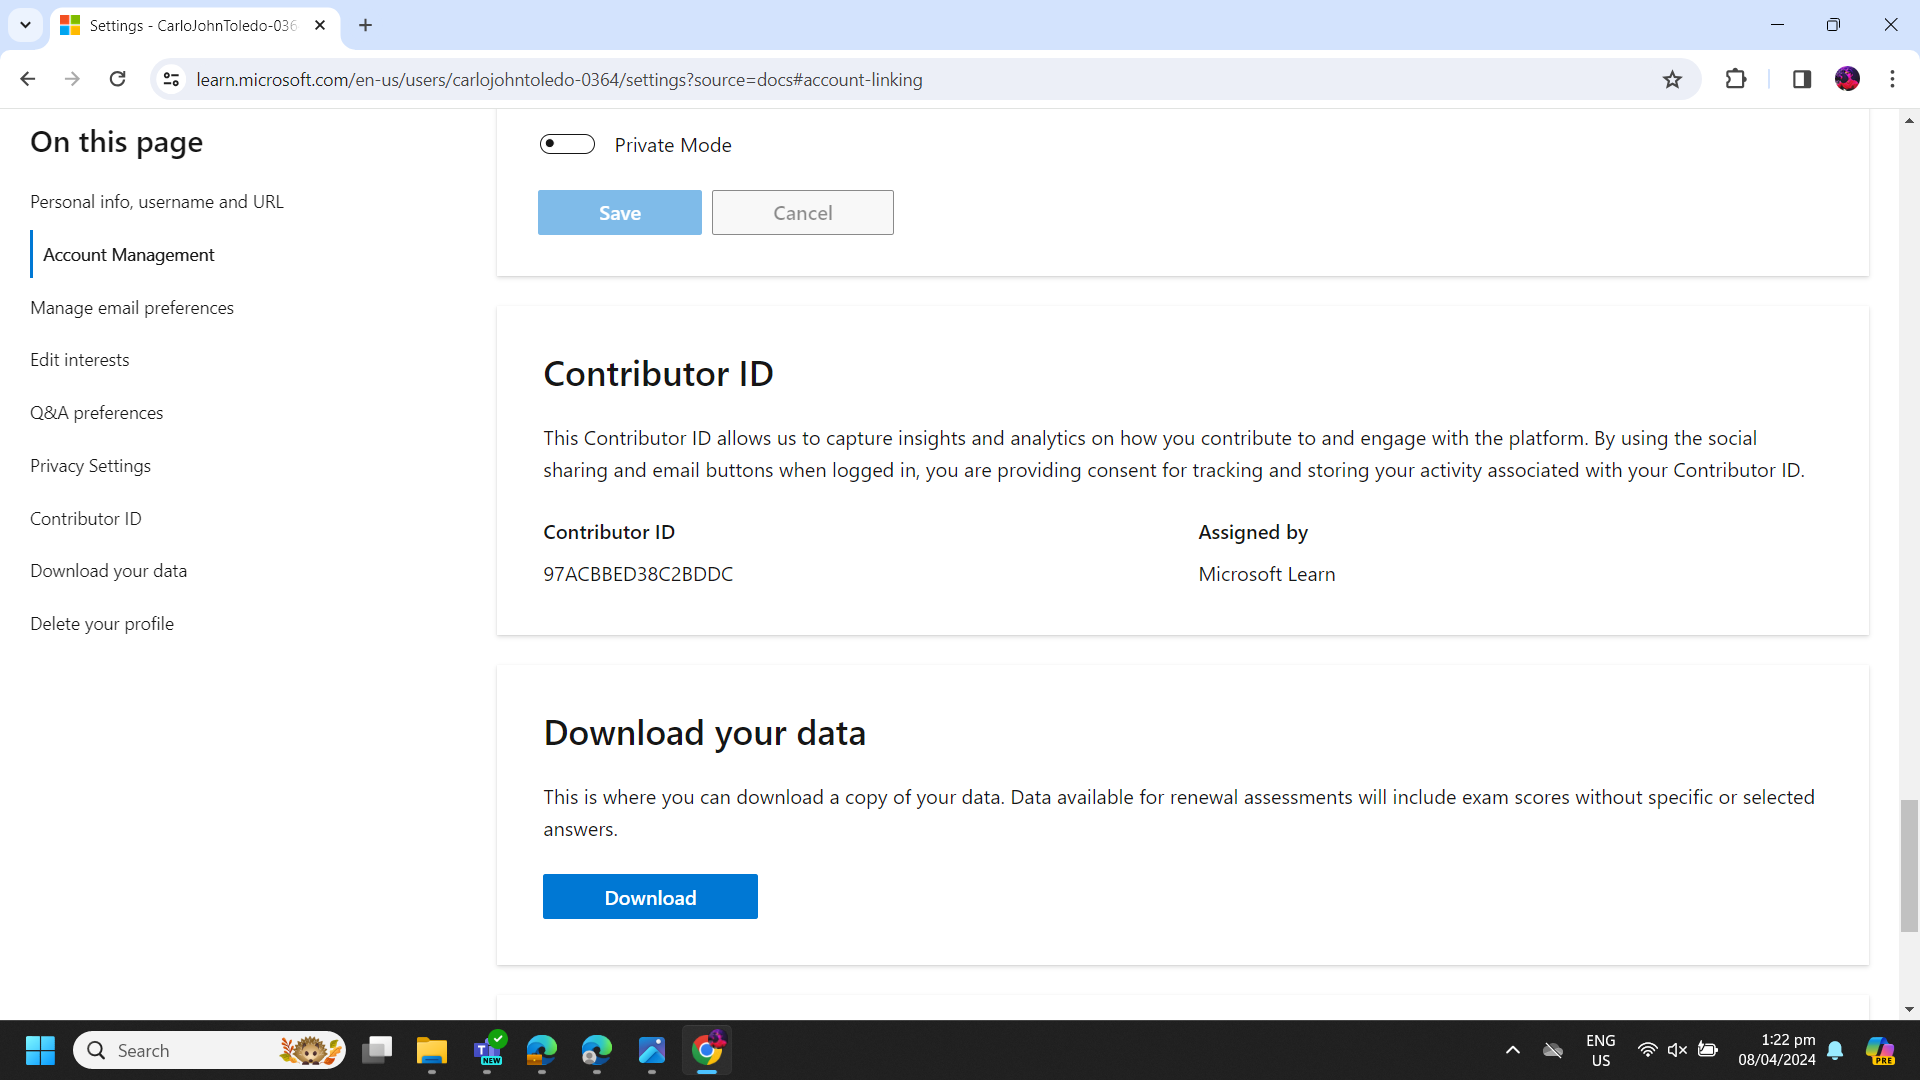 Settings - CarloJohnToledo-036
learn.microsoft.com/en-us/users/carlojohntoledo-0364/settings?source=docs#account-linking
On this page
Personal info, username and URL
Account Management
Manage email preferences
Edit interests
Q&A preferences
Privacy Settings
Contributor ID
Download your data
Delete your profile
Private Mode
Save
Cancel
Contributor ID
This Contributor ID allows us to capture insights and analytics on how you contribute to and engage with the platform. By using the social
sharing and email buttons when logged in, you are providing consent for tracking and storing your activity associated with your Contributor ID.
Contributor ID
Assigned by
97ACBBED38C2BDDC
Microsoft Learn
Download your data
This is where you can download a copy of your data. Data available for renewal assessments will include exam scores without specific or selected
answers.
Download
Search
NEW
ENG
US
1:22 pm
08/04/2024
PRE